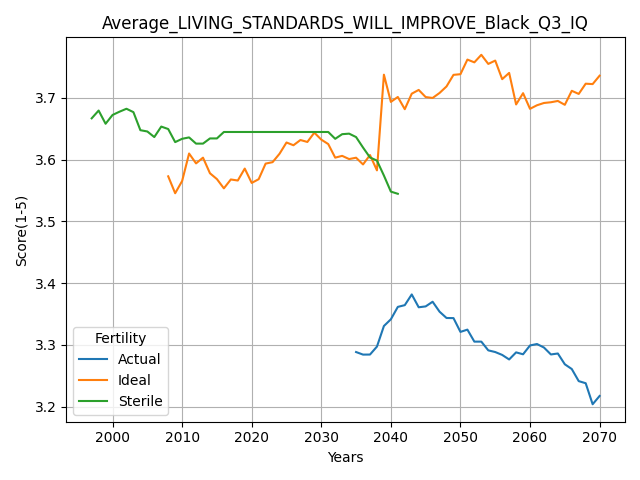 Average_LIVING_STANDARDS_WILL_IMPROVE_Black_Q3_IQ
Score(1-5)
3.7
3.6
3.5
3.4
3.3
3.2
Fertility
Actual
Ideal
Sterile
2000 2010 2020 2030 2040 2050 2060 2070
Years